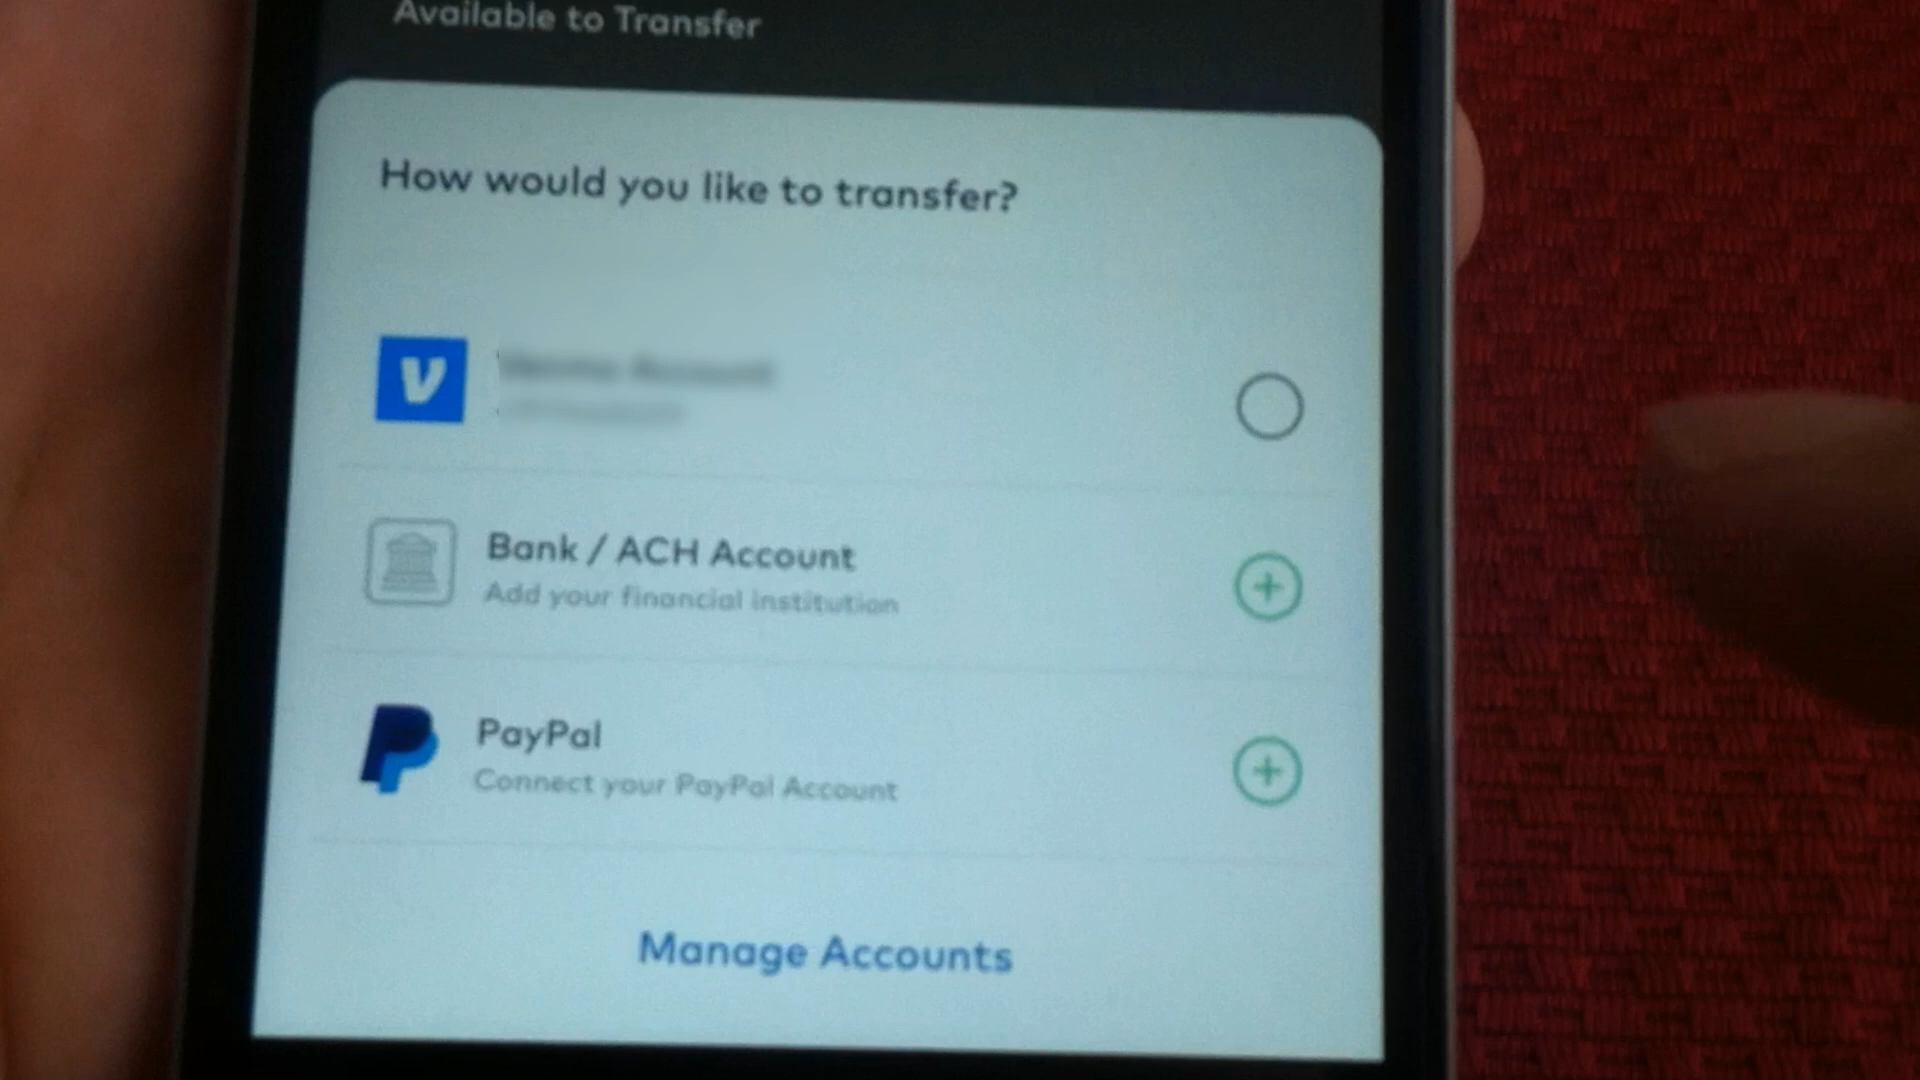 Available to Transfer
How would you like to transfer?
V
Bank / ACH Account
Add your financial institution
PayPal
Connect your PayPal Account
Manage Accounts